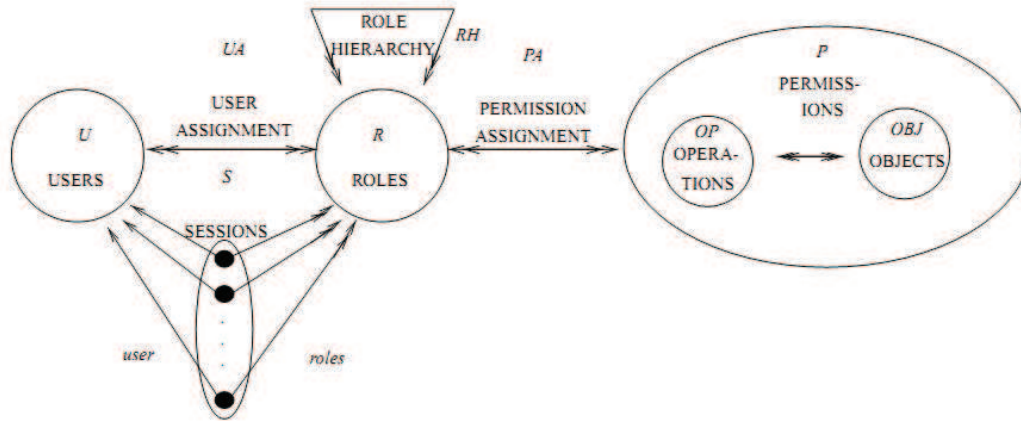 ROLE
HIERARCHY
RH
UA
PA
P
PERMISS-
IONS
USER
ASSIGNMENT
PERMISSION
ASSIGNMENT
U
USERS
R
ROLES
OP
OPERA-
TIONS
OBJ
OBJECTS
S
SESSIONS
user
roles